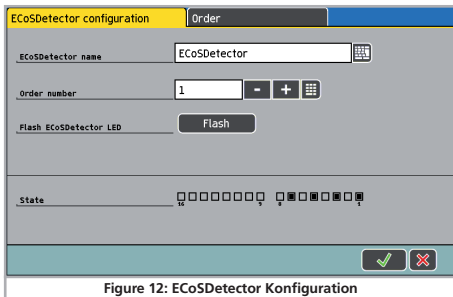 ECoSDetector configuration
Order
ECoSDetector name
ECoSDetector
Order number
1
- +
Flash ECoSDetector LED
Flash
State
16 9 8 1
Figure 12: ECoSDetector Konfiguration